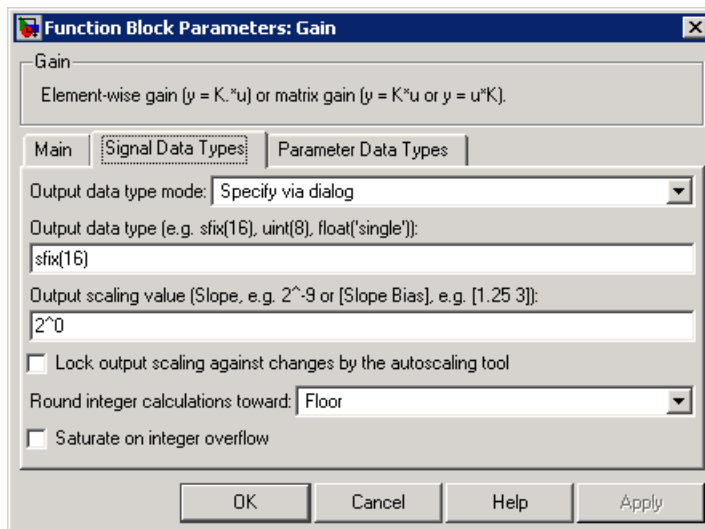 Function Block Parameters: Gain
Gain
Element-wise gain (y = K.*u) or matrix gain (y = K*u or y = u*K).
Main Signal Data Types Parameter Data Types
Output data type mode: Specify via dialog
Output data type (e.g. sfix(16), uint(8), float('single')):
sfix(16)
Output scaling value (Slope, e.g. 2^-9 or [Slope Bias], e.g. [1.25 3]):
2^0
Lock output scaling against changes by the autoscaling tool
Round integer calculations toward: Floor
Saturate on integer overflow
OK Cancel Help Apply